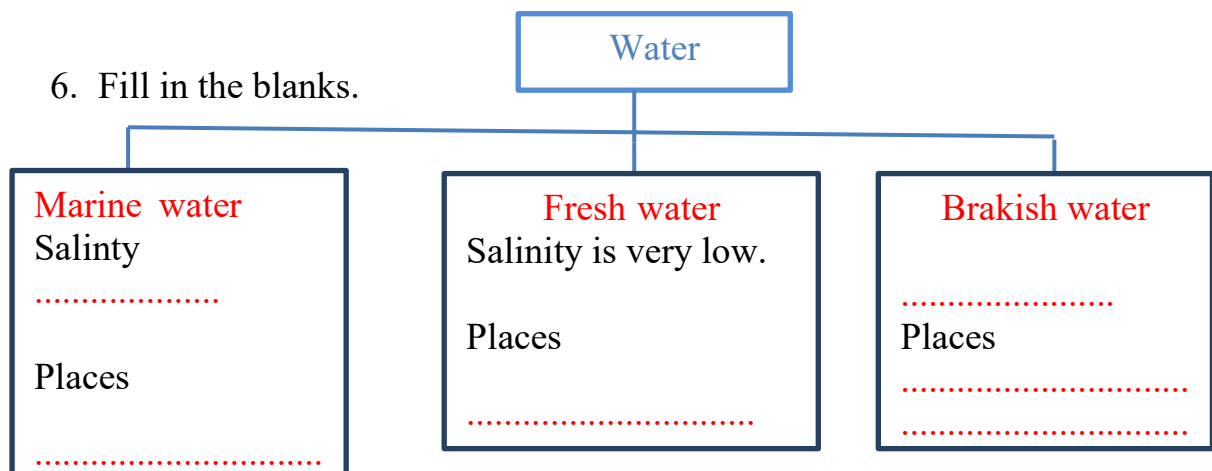 Water
6. Fill in the blanks.
Marine water
Salinty
....................
Places
...............................
Fresh water
Salinity is very low.
Places
...............................
Brakish water
.......................
Places
...............................
...............................